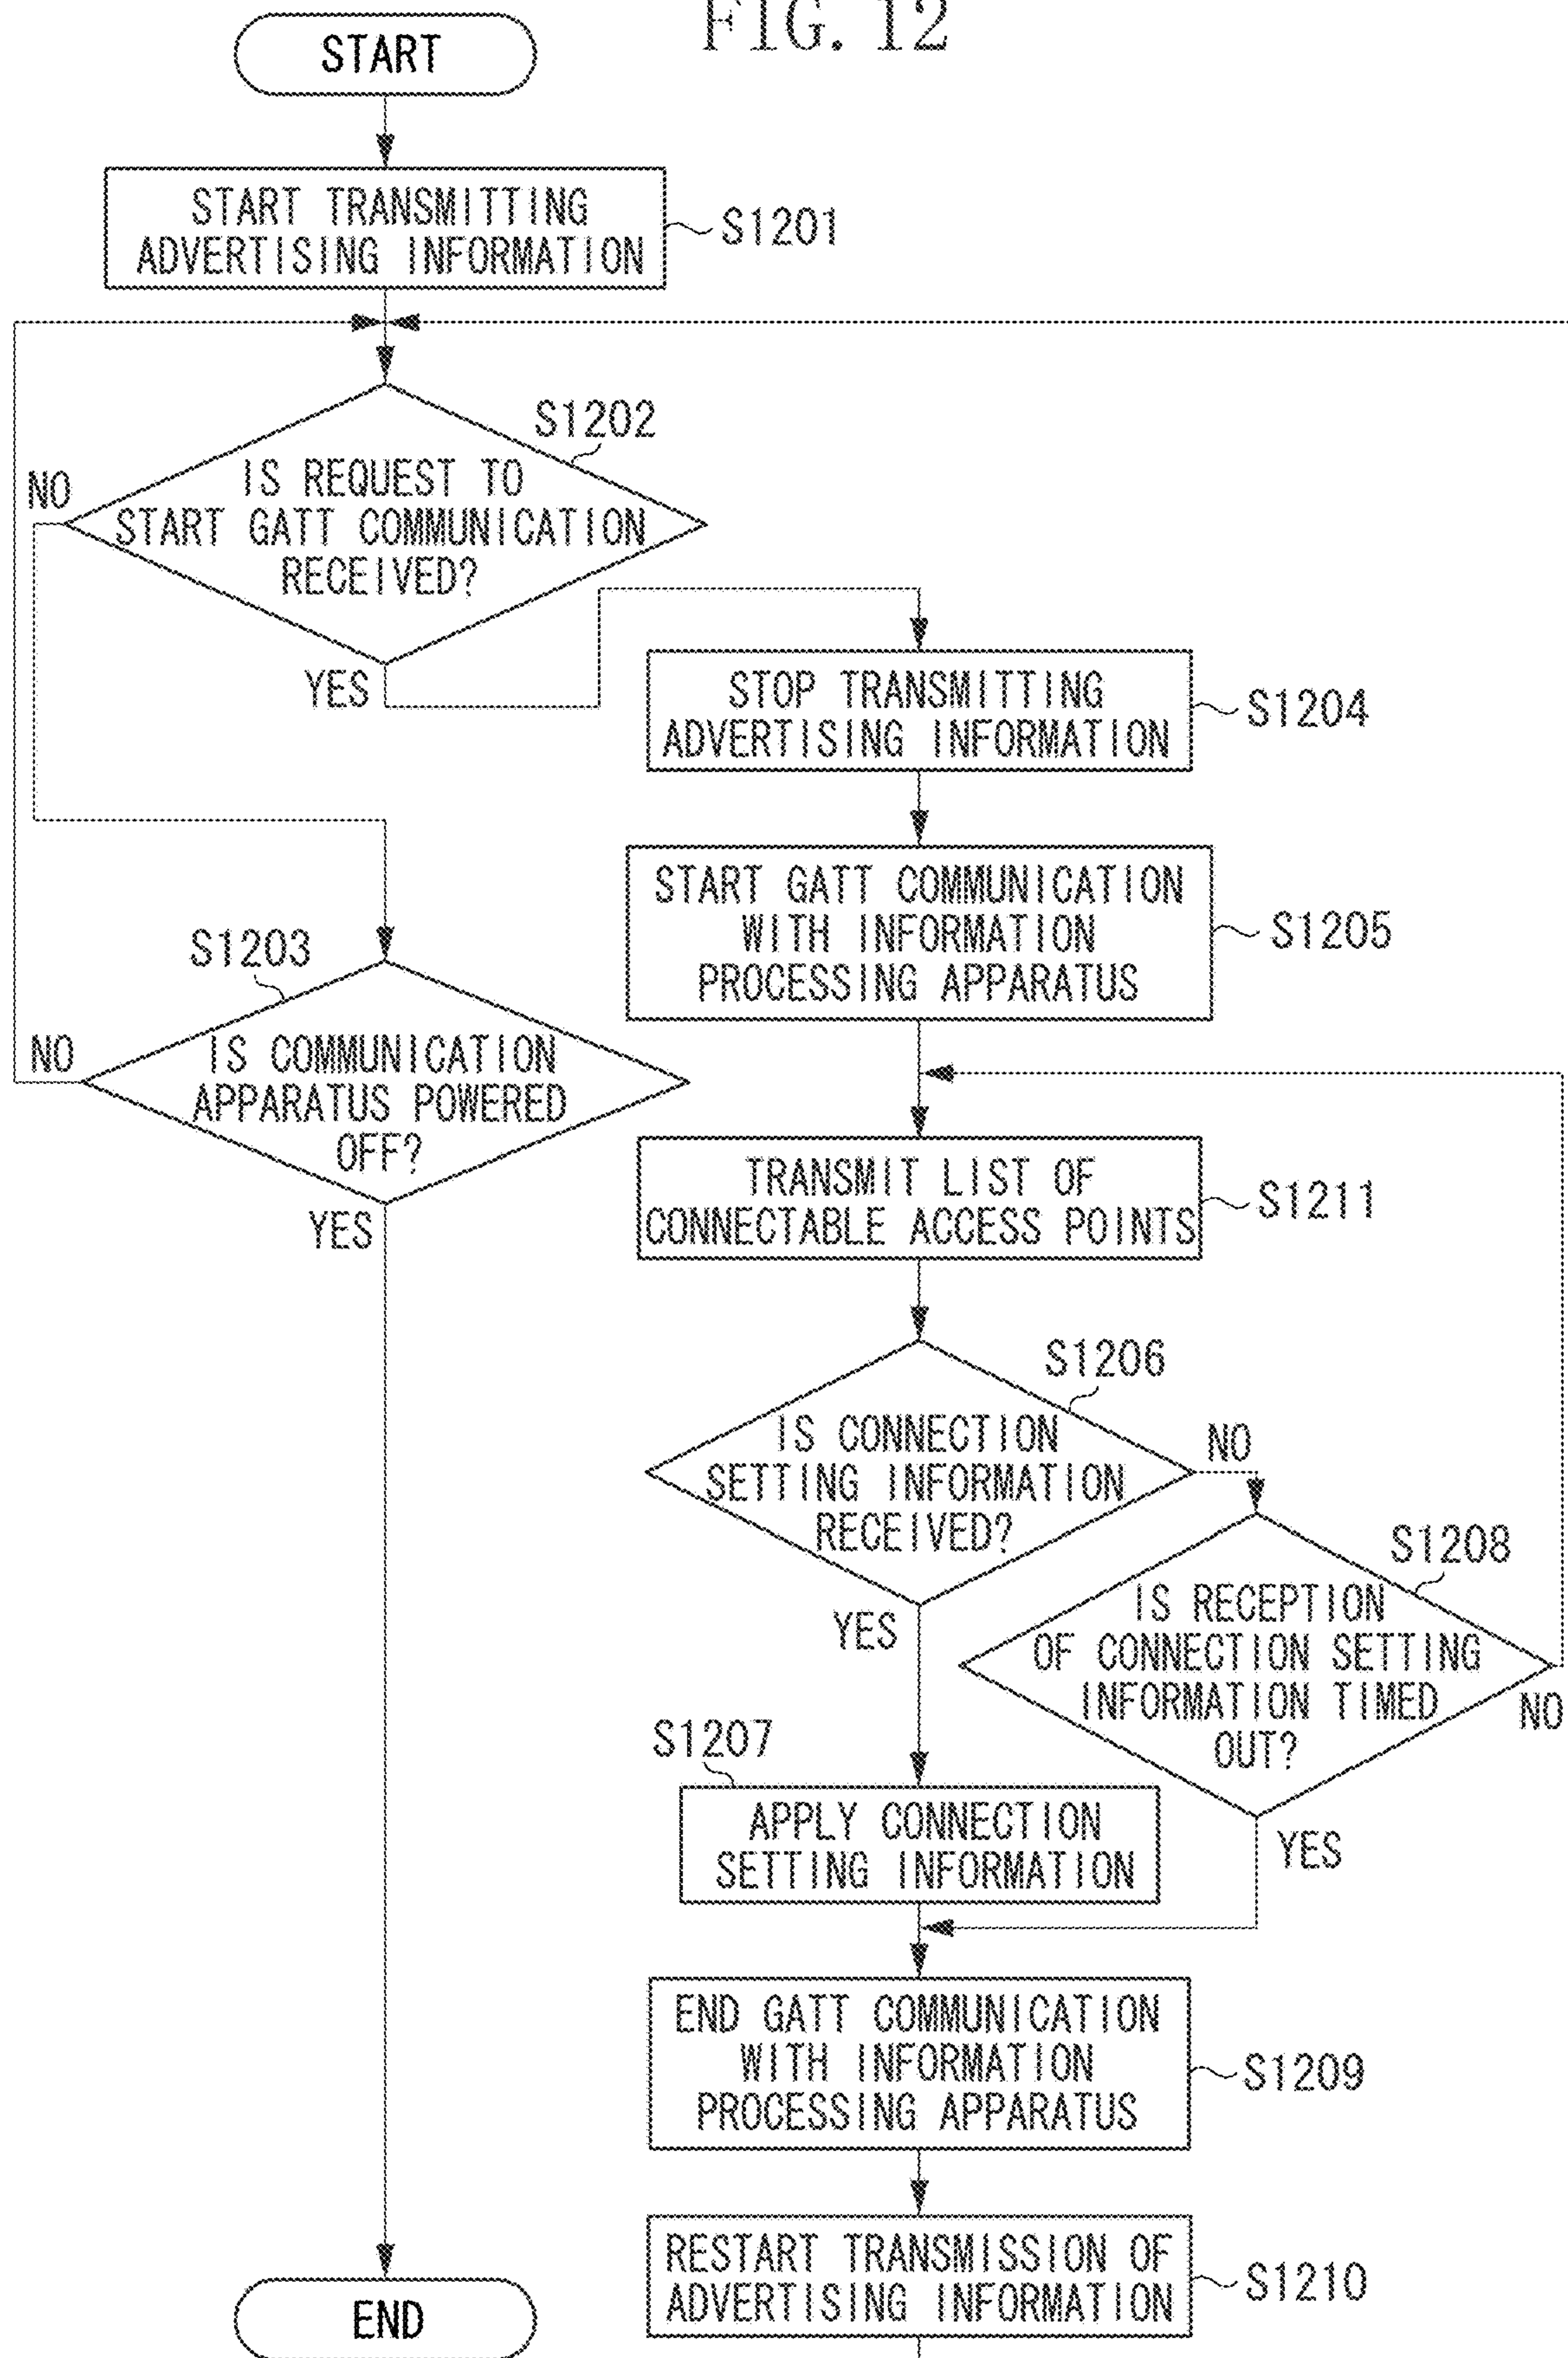 FIG. 12
START
START TRANSMITTING
ADVERTISING INFORMATION
S1201
S1202
NO
IS REQUEST TO
START GATT COMMUNICATION
RECEIVED?
YES
STOP TRANSMITTING
ADVERTISING INFORMATION
S1204
START GATT COMMUNICATION
WITH INFORMATION
PROCESSING APPARATUS
S1205
S1203
NO
IS COMMUNICATION
APPARATUS POWERED
OFF?
YES
TRANSMIT LIST OF
CONNECTABLE ACCESS POINTS
S1211
S1206
IS CONNECTION
SETTING INFORMATION
RECEIVED?
NO
YES
S1208
IS RECEPTION
OF CONNECTION SETTING
INFORMATION TIMED
OUT?
NO
YES
S1207
APPLY CONNECTION
SETTING INFORMATION
END GATT COMMUNICATION
WITH INFORMATION
PROCESSING APPARATUS
S1209
RESTART TRANSMISSION OF
ADVERTISING INFORMATION
S1210
END